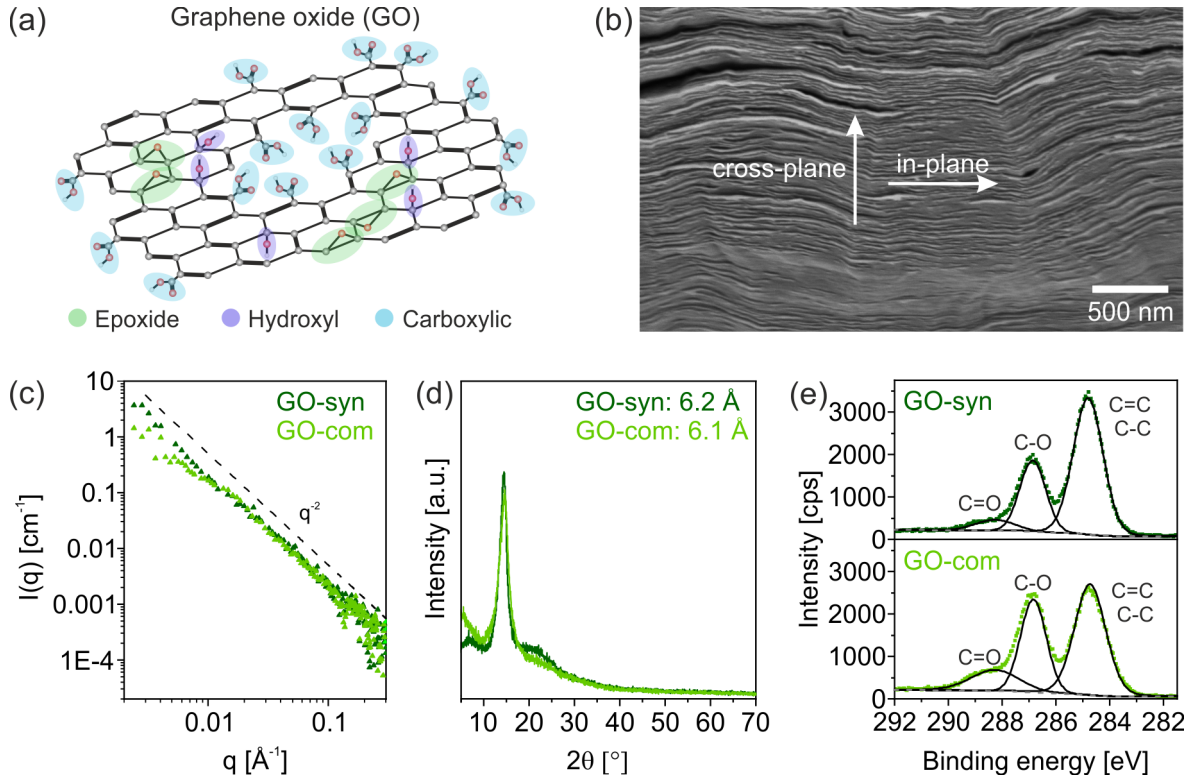 (a)
Graphene oxide (GO)
Epoxide
Hydroxyl
Carboxylic
(b)
cross-plane
in-plane
500 nm
(c)
10
1
0.1
0.01
0.001
1E-4
I(q) [cm⁻¹]
GO-syn
GO-com
q⁻²
0.01
0.1
q [Å⁻¹]
(d)
Intensity [a.u.]
GO-syn: 6.2 Å
GO-com: 6.1 Å
10 20 30 40 50 60 70
2θ [°]
(e)
Intensity [cps]
GO-syn
3000
2000
1000
0
C=O
C-O
C=C
C-C
GO-com
3000
2000
1000
0
C=O
C-O
C=C
C-C
292 290 288 286 284 282
Binding energy [eV]